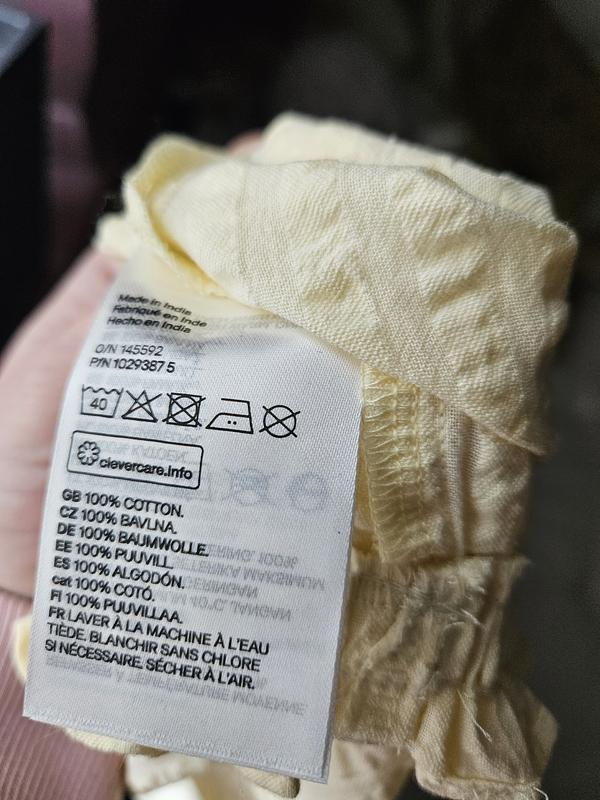 Made in India
Fabriqué en Inde
Hecho en India
O/N 145592
P/N 1029387 5
40
clevercare.info
GB 100% COTTON.
CZ 100% BAVLNA.
DE 100% BAUMWOLLE.
EE 100% PUUVILL.
ES 100% ALGODÓN.
cat 100% COTÓ.
FI 100% PUUVILLAA.
FR LAVER À LA MACHINE À L'EAU
TIÈDE. BLANCHIR SANS CHLORE
SI NÉCESSAIRE. SÉCHER À L'AIR.